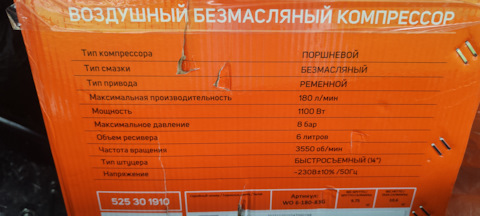 ВОЗДУШНЫЙ БЕЗМАСЛЯНЫЙ КОМПРЕССОР
Тип компрессора ПОРШНЕВОЙ
Тип смазки БЕЗМАСЛЯНЫЙ
Тип привода РЕМЕННОЙ
Максимальная производительность 180 л/мин
Мощность 1100 Вт
Максимальное давление 8 бар
Объем ресивера 6 литров
Частота вращения 3550 об/мин
Тип штуцера БЫСТРОСЪЕМНЫЙ (¼")
Напряжение ~230В±10% /50Гц
525 30 1910
Артикул: